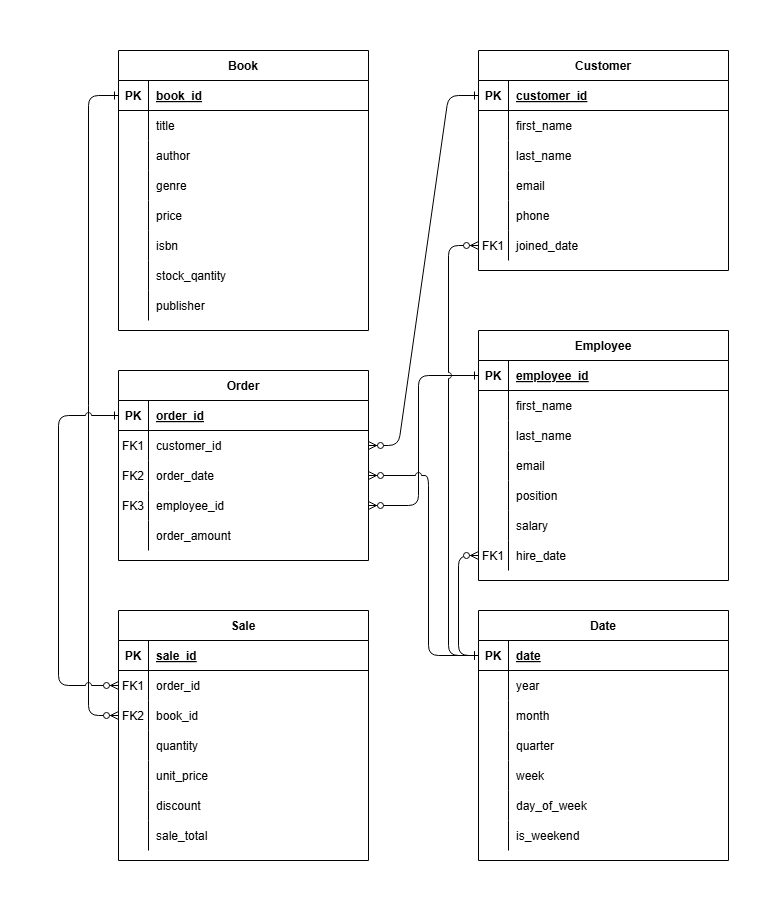 Book
PK book_id
title
author
genre
price
isbn
stock_qantity
publisher
Customer
PK customer_id
first_name
last_name
email
phone
FK1 joined_date
Order
PK order_id
FK1 customer_id
FK2 order_date
FK3 employee_id
order_amount
Employee
PK employee_id
first_name
last_name
email
position
salary
FK1 hire_date
Sale
PK sale_id
FK1 order_id
FK2 book_id
quantity
unit_price
discount
sale_total
Date
PK date
year
month
quarter
week
day_of_week
is_weekend